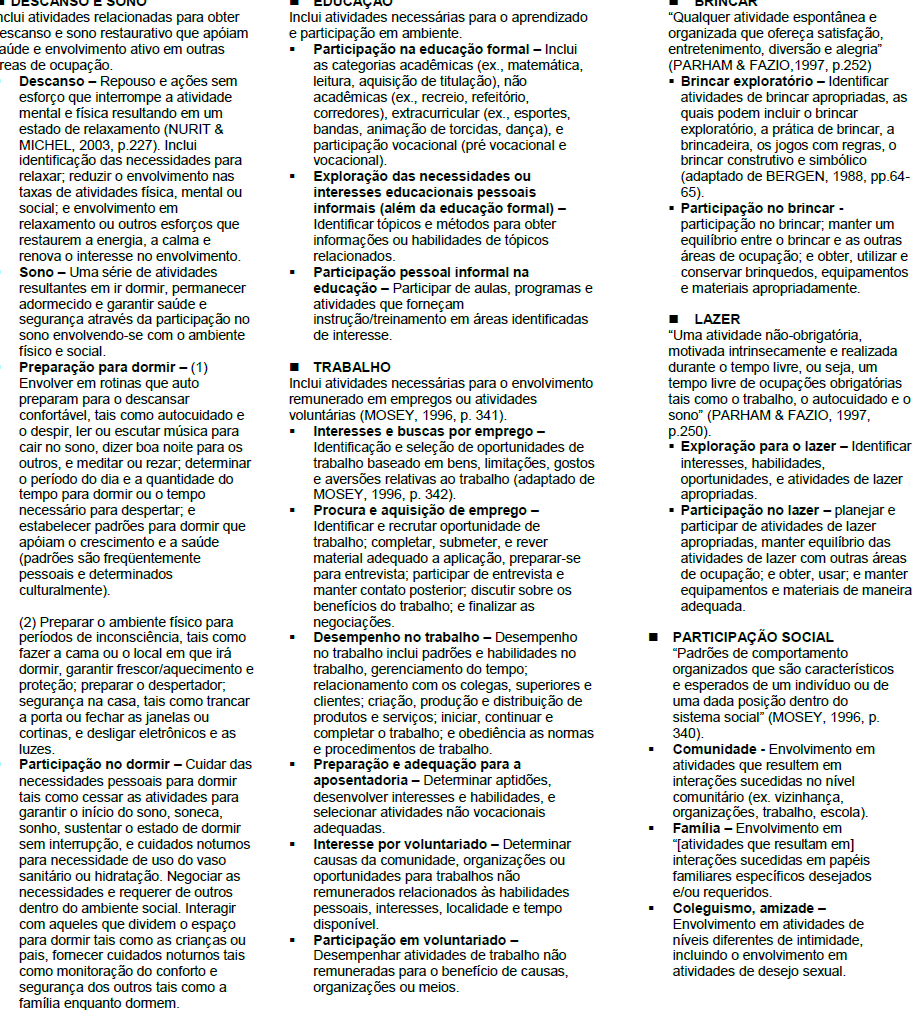 ■ DESCANSO E SONO
nclui atividades relacionadas para obter
escanso e sono restaurativo que apóiam
aúde e envolvimento ativo em outras
reas de ocupação.
Descanso – Repouso e ações sem
esforço que interrompe a atividade
mental e física resultando em um
estado de relaxamento (NURIT &
MICHEL, 2003, p.227). Inclui
identificação das necessidades para
relaxar; reduzir o envolvimento nas
taxas de atividades física, mental ou
social; e envolvimento em
relaxamento ou outros esforços que
restaurem a energia, a calma e
renova o interesse no envolvimento.
Sono – Uma série de atividades
resultantes em ir dormir, permanecer
adormecido e garantir saúde e
segurança através da participação no
sono envolvendo-se com o ambiente
físico e social.
Preparação para dormir – (1)
Envolver em rotinas que auto
preparam para o descansar
confortável, tais como autocuidado e
o despir, ler ou escutar música para
cair no sono, dizer boa noite para os
outros, e meditar ou rezar; determinar
o período do dia e a quantidade do
tempo para dormir ou o tempo
necessário para despertar; e
estabelecer padrões para dormir que
apóiam o crescimento e a saúde
(padrões são freqüentemente
pessoais e determinados
culturalmente).
(2) Preparar o ambiente físico para
períodos de inconsciência, tais como
fazer a cama ou o local em que irá
dormir, garantir frescor/aquecimento e
proteção; preparar o despertador;
segurança na casa, tais como trancar
a porta ou fechar as janelas ou
cortinas, e desligar eletrônicos e as
luzes.
Participação no dormir – Cuidar das
necessidades pessoais para dormir
tais como cessar as atividades para
garantir o início do sono, soneca,
sonho, sustentar o estado de dormir
sem interrupção, e cuidados noturnos
para necessidade de uso do vaso
sanitário ou hidratação. Negociar as
necessidades e requerer de outros
dentro do ambiente social. Interagir
com aqueles que dividem o espaço
para dormir tais como as crianças ou
pais, fornecer cuidados noturnos tais
como monitoração do conforto e
segurança dos outros tais como a
família enquanto dormem.
■ EDUCAÇÃO
Inclui atividades necessárias para o aprendizado
e participação em ambiente.
▪ Participação na educação formal – Inclui
as categorias acadêmicas (ex., matemática,
leitura, aquisição de titulação), não
acadêmicas (ex., recreio, refeitório,
corredores), extracurricular (ex., esportes,
bandas, animação de torcidas, dança), e
participação vocacional (pré vocacional e
vocacional).
▪ Exploração das necessidades ou
interesses educacionais pessoais
informais (além da educação formal) –
Identificar tópicos e métodos para obter
informações ou habilidades de tópicos
relacionados.
▪ Participação pessoal informal na
educação – Participar de aulas, programas e
atividades que forneçam
instrução/treinamento em áreas identificadas
de interesse.
■ TRABALHO
Inclui atividades necessárias para o envolvimento
remunerado em empregos ou atividades
voluntárias (MOSEY, 1996, p. 341).
▪ Interesses e buscas por emprego –
Identificação e seleção de oportunidades de
trabalho baseado em bens, limitações, gostos
e aversões relativas ao trabalho (adaptado de
MOSEY, 1996, p. 342).
▪ Procura e aquisição de emprego –
Identificar e recrutar oportunidade de
trabalho; completar, submeter, e rever
material adequado a aplicação, preparar-se
para entrevista; participar de entrevista e
manter contato posterior; discutir sobre os
benefícios do trabalho; e finalizar as
negociações.
▪ Desempenho no trabalho – Desempenho
no trabalho inclui padrões e habilidades no
trabalho, gerenciamento do tempo;
relacionamento com os colegas, superiores e
clientes; criação, produção e distribuição de
produtos e serviços; iniciar, continuar e
completar o trabalho; e obediência as normas
e procedimentos de trabalho.
▪ Preparação e adequação para a
aposentadoria – Determinar aptidões,
desenvolver interesses e habilidades, e
selecionar atividades não vocacionais
adequadas.
▪ Interesse por voluntariado – Determinar
causas da comunidade, organizações ou
oportunidades para trabalhos não
remunerados relacionados às habilidades
pessoais, interesses, localidade e tempo
disponível.
▪ Participação em voluntariado –
Desempenhar atividades de trabalho não
remuneradas para o benefício de causas,
organizações ou meios.
■ BRINCAR
“Qualquer atividade espontânea e
organizada que ofereça satisfação,
entretenimento, diversão e alegria”
(PARHAM & FAZIO,1997, p.252)
▪ Brincar exploratório – Identificar
atividades de brincar apropriadas, as
quais podem incluir o brincar
exploratório, a prática de brincar, a
brincadeira, os jogos com regras, o
brincar construtivo e simbólico
(adaptado de BERGEN, 1988, pp.64-
65).
▪ Participação no brincar -
participação no brincar; manter um
equilíbrio entre o brincar e as outras
áreas de ocupação; e obter, utilizar e
conservar brinquedos, equipamentos
e materiais apropriadamente.
■ LAZER
“Uma atividade não-obrigatória,
motivada intrinsecamente e realizada
durante o tempo livre, ou seja, um
tempo livre de ocupações obrigatórias
tais como o trabalho, o autocuidado e o
sono” (PARHAM & FAZIO, 1997,
p.250).
▪ Exploração para o lazer – Identificar
interesses, habilidades,
oportunidades, e atividades de lazer
apropriadas.
▪ Participação no lazer – planejar e
participar de atividades de lazer
apropriadas, manter equilíbrio das
atividades de lazer com outras áreas
de ocupação; e obter, usar; e manter
equipamentos e materiais de maneira
adequada.
■ PARTICIPAÇÃO SOCIAL
“Padrões de comportamento
organizados que são característicos
e esperados de um indivíduo ou de
uma dada posição dentro do
sistema social” (MOSEY, 1996, p.
340).
▪ Comunidade - Envolvimento em
atividades que resultem em
interações sucedidas no nível
comunitário (ex. vizinhança,
organizações, trabalho, escola).
▪ Família – Envolvimento em
“[atividades que resultam em]
interações sucedidas em papéis
familiares específicos desejados
e/ou requeridos.
▪ Coleguismo, amizade –
Envolvimento em atividades de
níveis diferentes de intimidade,
incluindo o envolvimento em
atividades de desejo sexual.